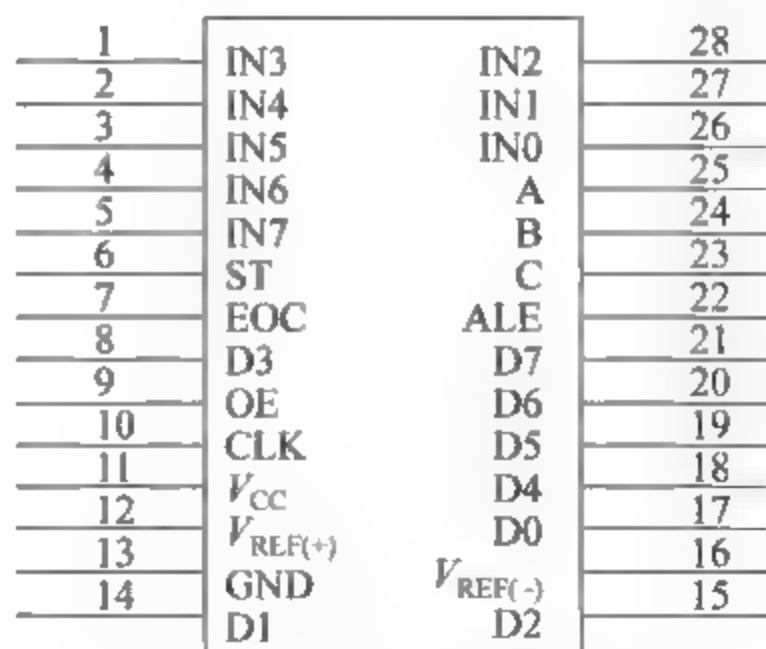 1 IN3 IN2 28
2 IN4 IN1 27
3 IN5 IN0 26
4 IN6 A 25
5 IN7 B 24
6 ST C 23
7 EOC ALE 22
8 D3 D7 21
9 OE D6 20
10 CLK D5 19
11 VCC D4 18
12 VREF(+) D0 17
13 GND VREF(-) 16
14 D1 D2 15